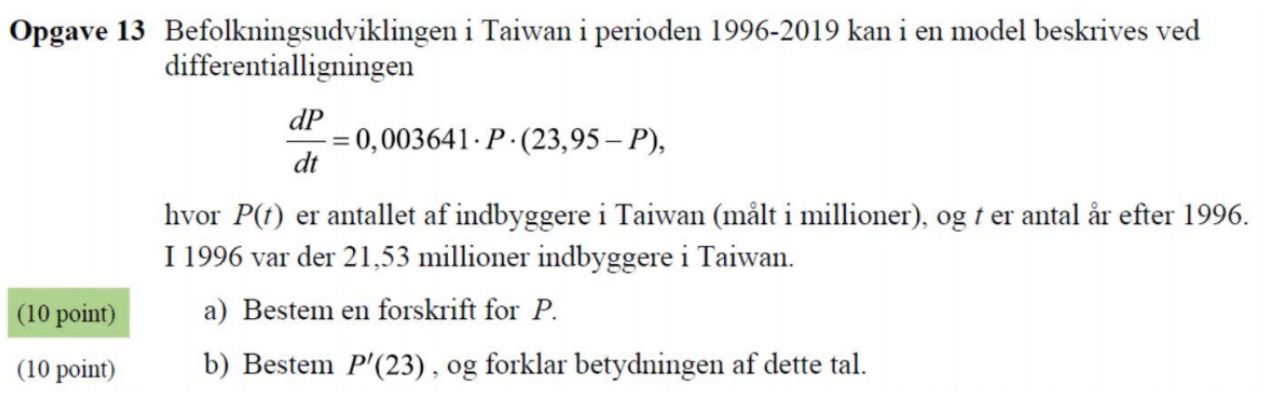 Opgave 13 Befolkningsudviklingen i Taiwan i perioden 1996-2019 kan i en model beskrives ved
differentialligningen
dP/dt = 0,003641 · P · (23,95 – P),
hvor P(t) er antallet af indbyggere i Taiwan (målt i millioner), og t er antal år efter 1996.
I 1996 var der 21,53 millioner indbyggere i Taiwan.
(10 point) a) Bestem en forskrift for P.
(10 point) b) Bestem P′(23), og forklar betydningen af dette tal.